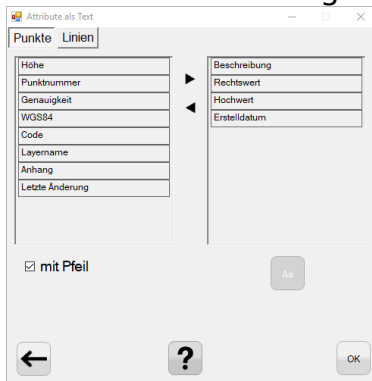 Attribute als Text
Punkte Linien
Höhe
Punktnummer
Genauigkeit
WGS84
Code
Layername
Anhang
Letzte Änderung
Beschreibung
Rechtswert
Hochwert
Erstelldatum
mit Pfeil
Aa
?
OK